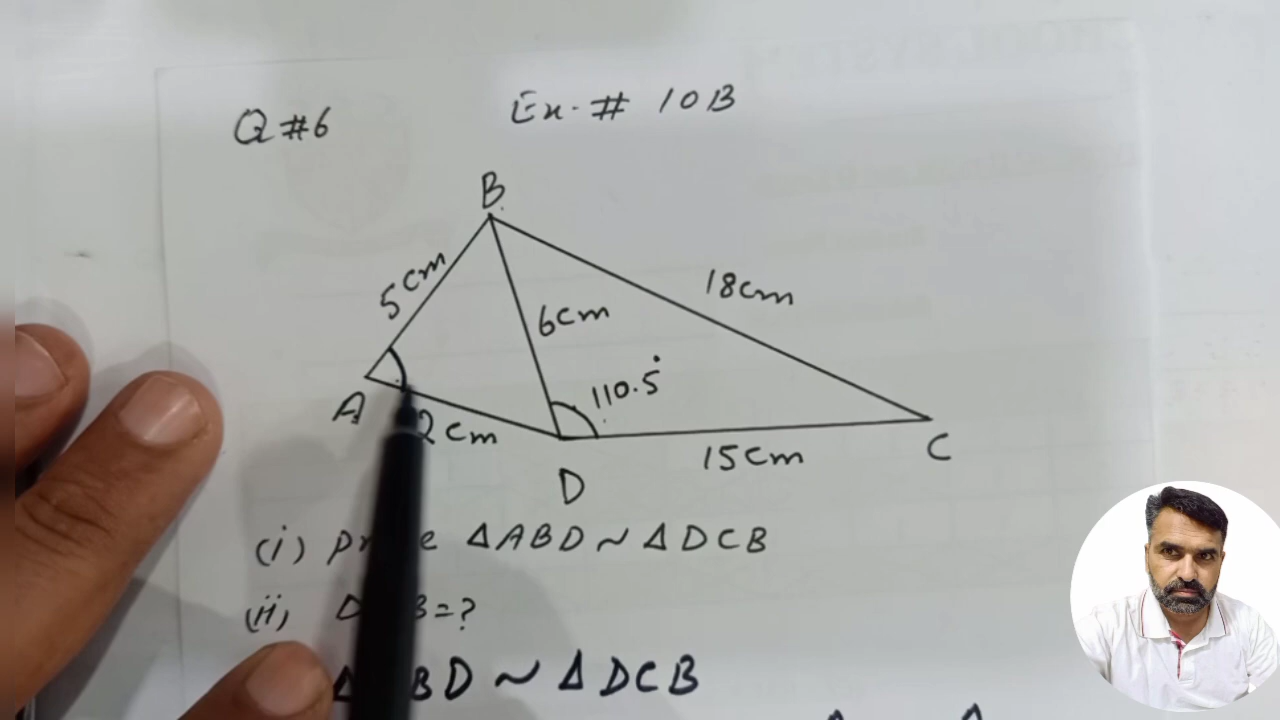 Q #6 Ex. # 10B
B
5cm
6cm
18cm
110.5°
A
2cm
15cm
C
D
(i) ΔABD ~ ΔDCB
(ii) = ?
BD ~ ΔDCB